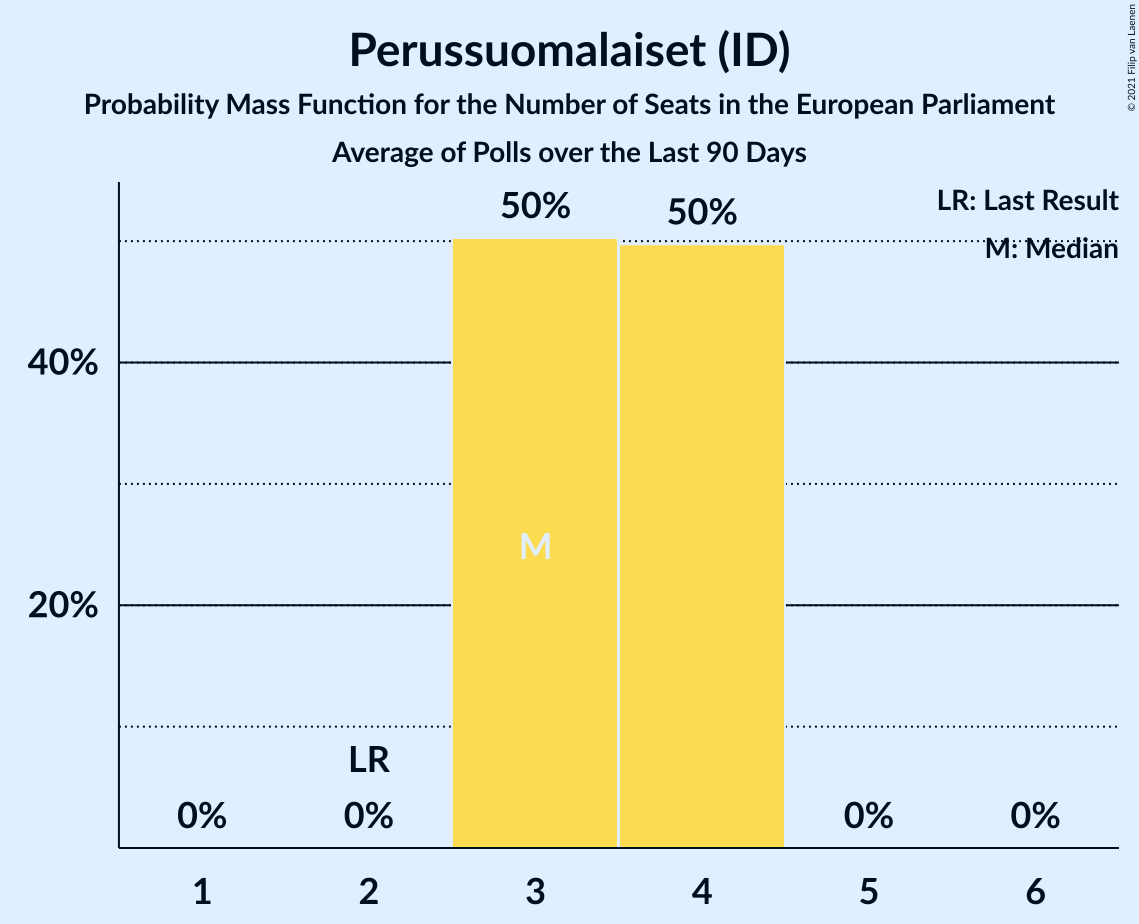 Perussuomalaiset (ID)
Probability Mass Function for the Number of Seats in the European Parliament
Average of Polls over the Last 90 Days
© 2021 Filip van Laenen
LR: Last Result
M: Median
50%
50%
40%
20%
M
LR
0%
0%
0%
0%
1
2
3
4
5
6